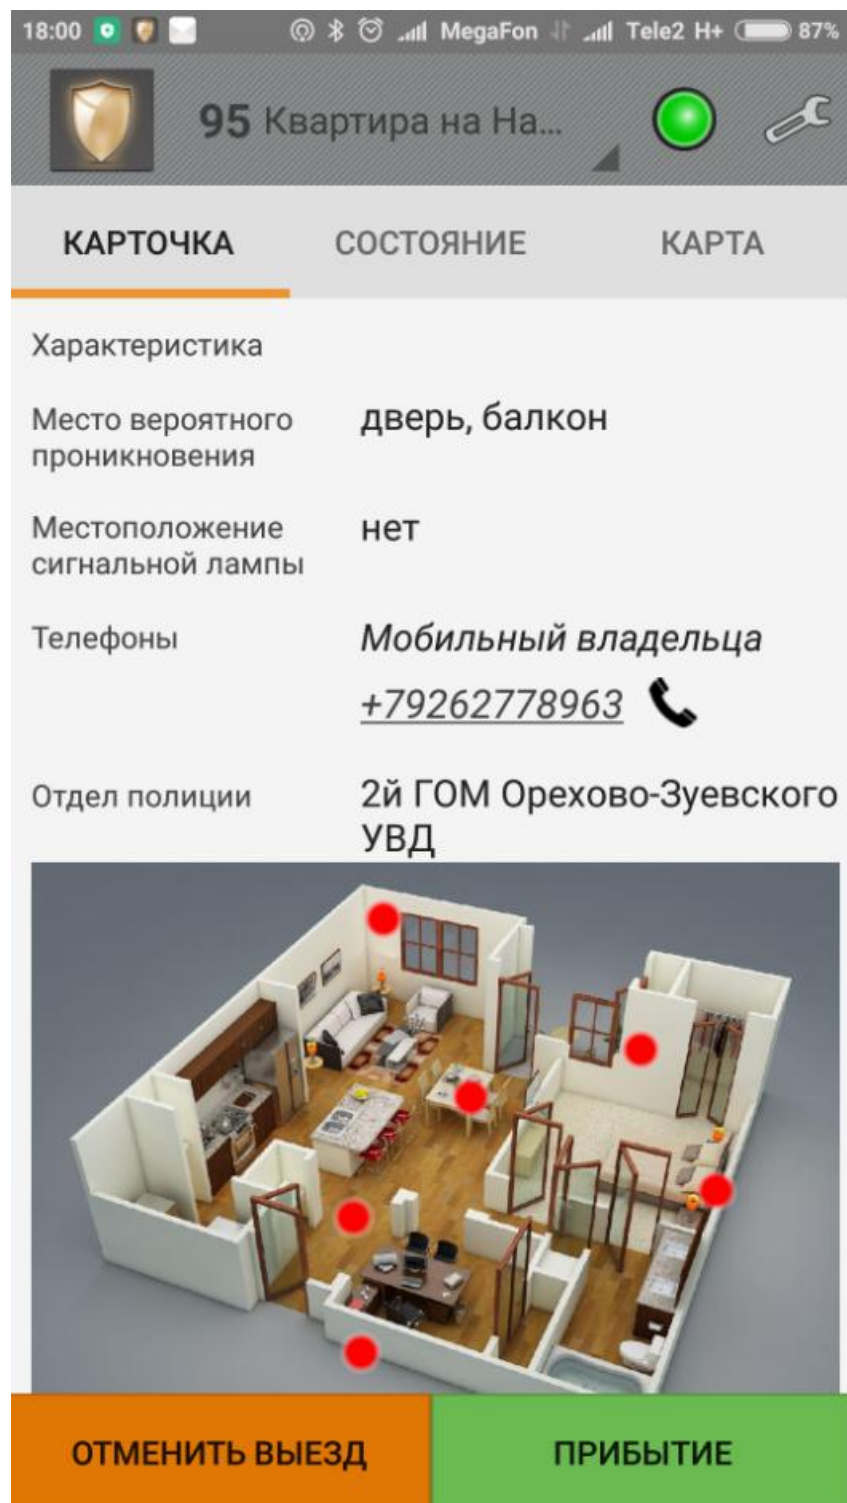 18:00 MegaFon Tele2 H+ 87%
95 Квартира на На...
КАРТОЧКА СОСТОЯНИЕ КАРТА
Характеристика
Место вероятного дверь, балкон
проникновения
Местоположение нет
сигнальной лампы
Телефоны Мобильный владельца
+79262778963
Отдел полиции 2й ГОМ Орехово-Зуевского
УВД
ОТМЕНИТЬ ВЫЕЗД ПРИБЫТИЕ